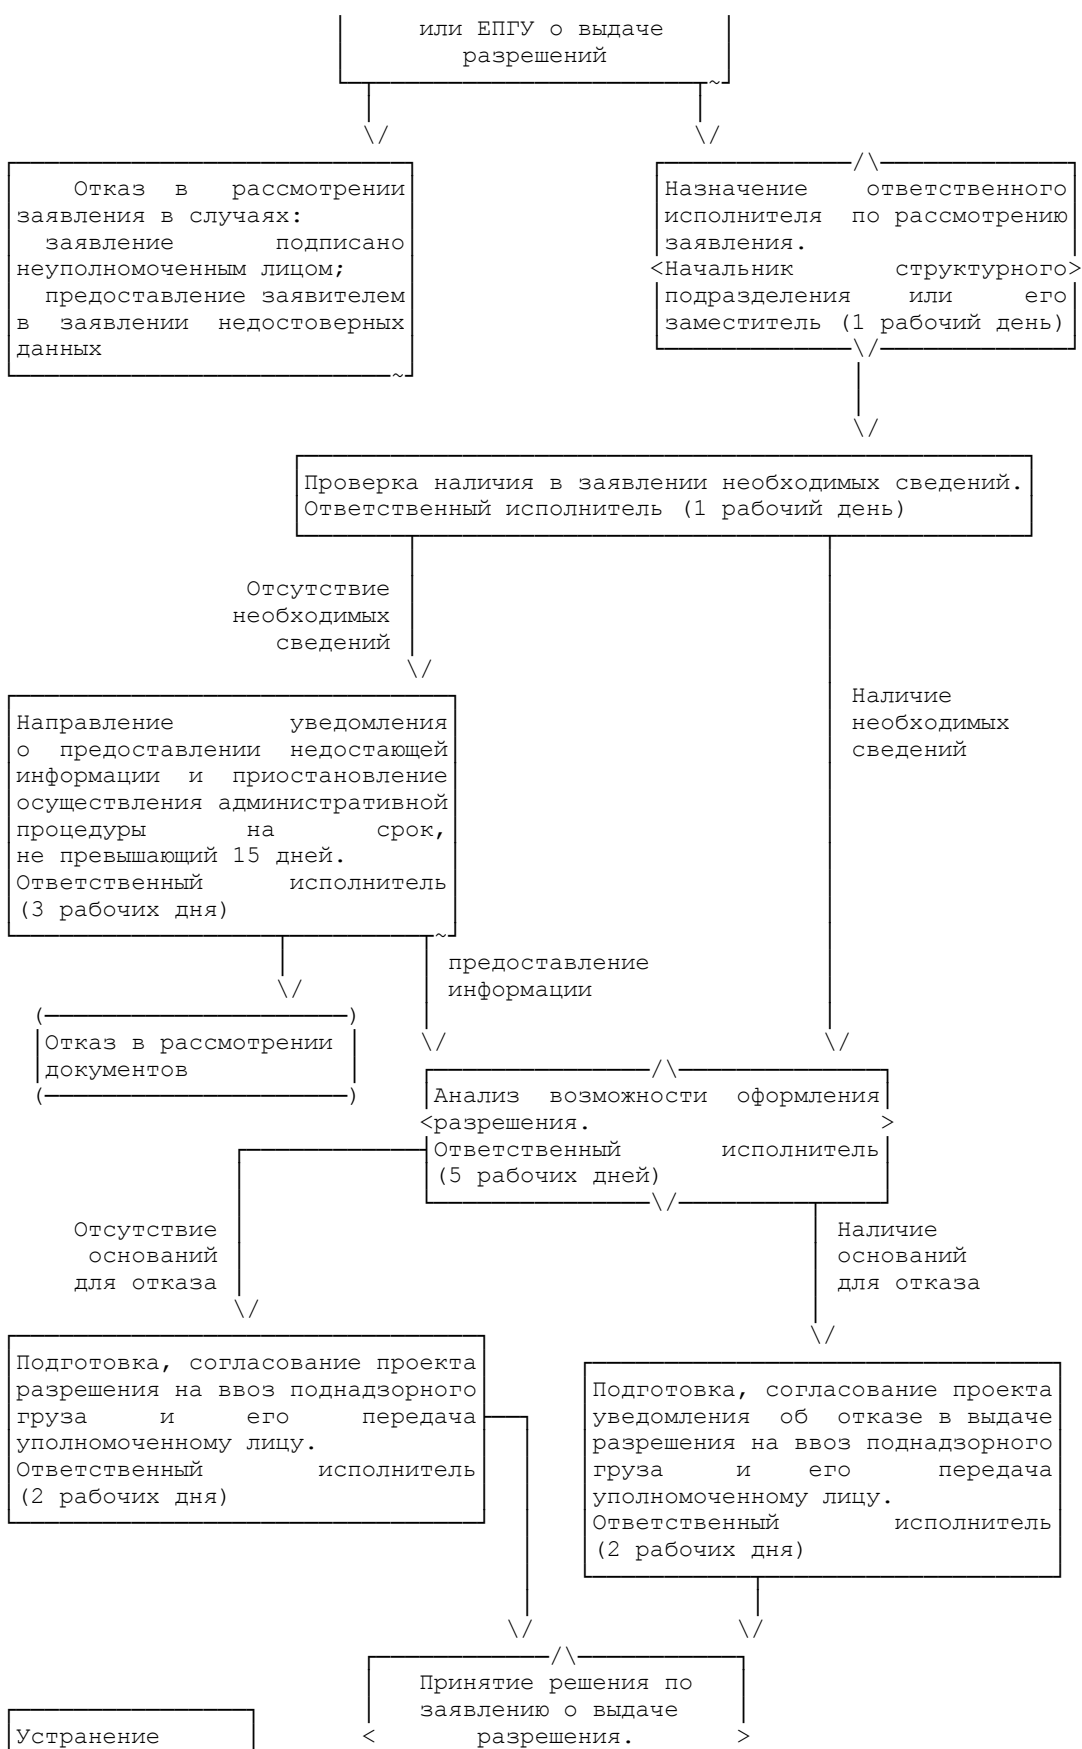 или ЕПГУ о выдаче
разрешений
Отказ в рассмотрении
заявления в случаях:
заявление подписано
неуполномоченным лицом;
предоставление заявителем
в заявлении недостоверных
данных
Назначение ответственного
исполнителя по рассмотрению
заявления.
Начальник структурного
подразделения или его
заместитель (1 рабочий день)
Проверка наличия в заявлении необходимых сведений.
Ответственный исполнитель (1 рабочий день)
Отсутствие
необходимых
сведений
Наличие
необходимых
сведений
Направление уведомления
о предоставлении недостающей
информации и приостановление
осуществления административной
процедуры на срок,
не превышающий 15 дней.
Ответственный исполнитель
(3 рабочих дня)
предоставление
информации
Отказ в рассмотрении
документов
Анализ возможности оформления
разрешения.
Ответственный исполнитель
(5 рабочих дней)
Отсутствие
оснований
для отказа
Наличие
оснований
для отказа
Подготовка, согласование проекта
разрешения на ввоз поднадзорного
груза и его передача
уполномоченному лицу.
Ответственный исполнитель
(2 рабочих дня)
Подготовка, согласование проекта
уведомления об отказе в выдаче
разрешения на ввоз поднадзорного
груза и его передача
уполномоченному лицу.
Ответственный исполнитель
(2 рабочих дня)
Принятие решения по
заявлению о выдаче
разрешения.
Устранение